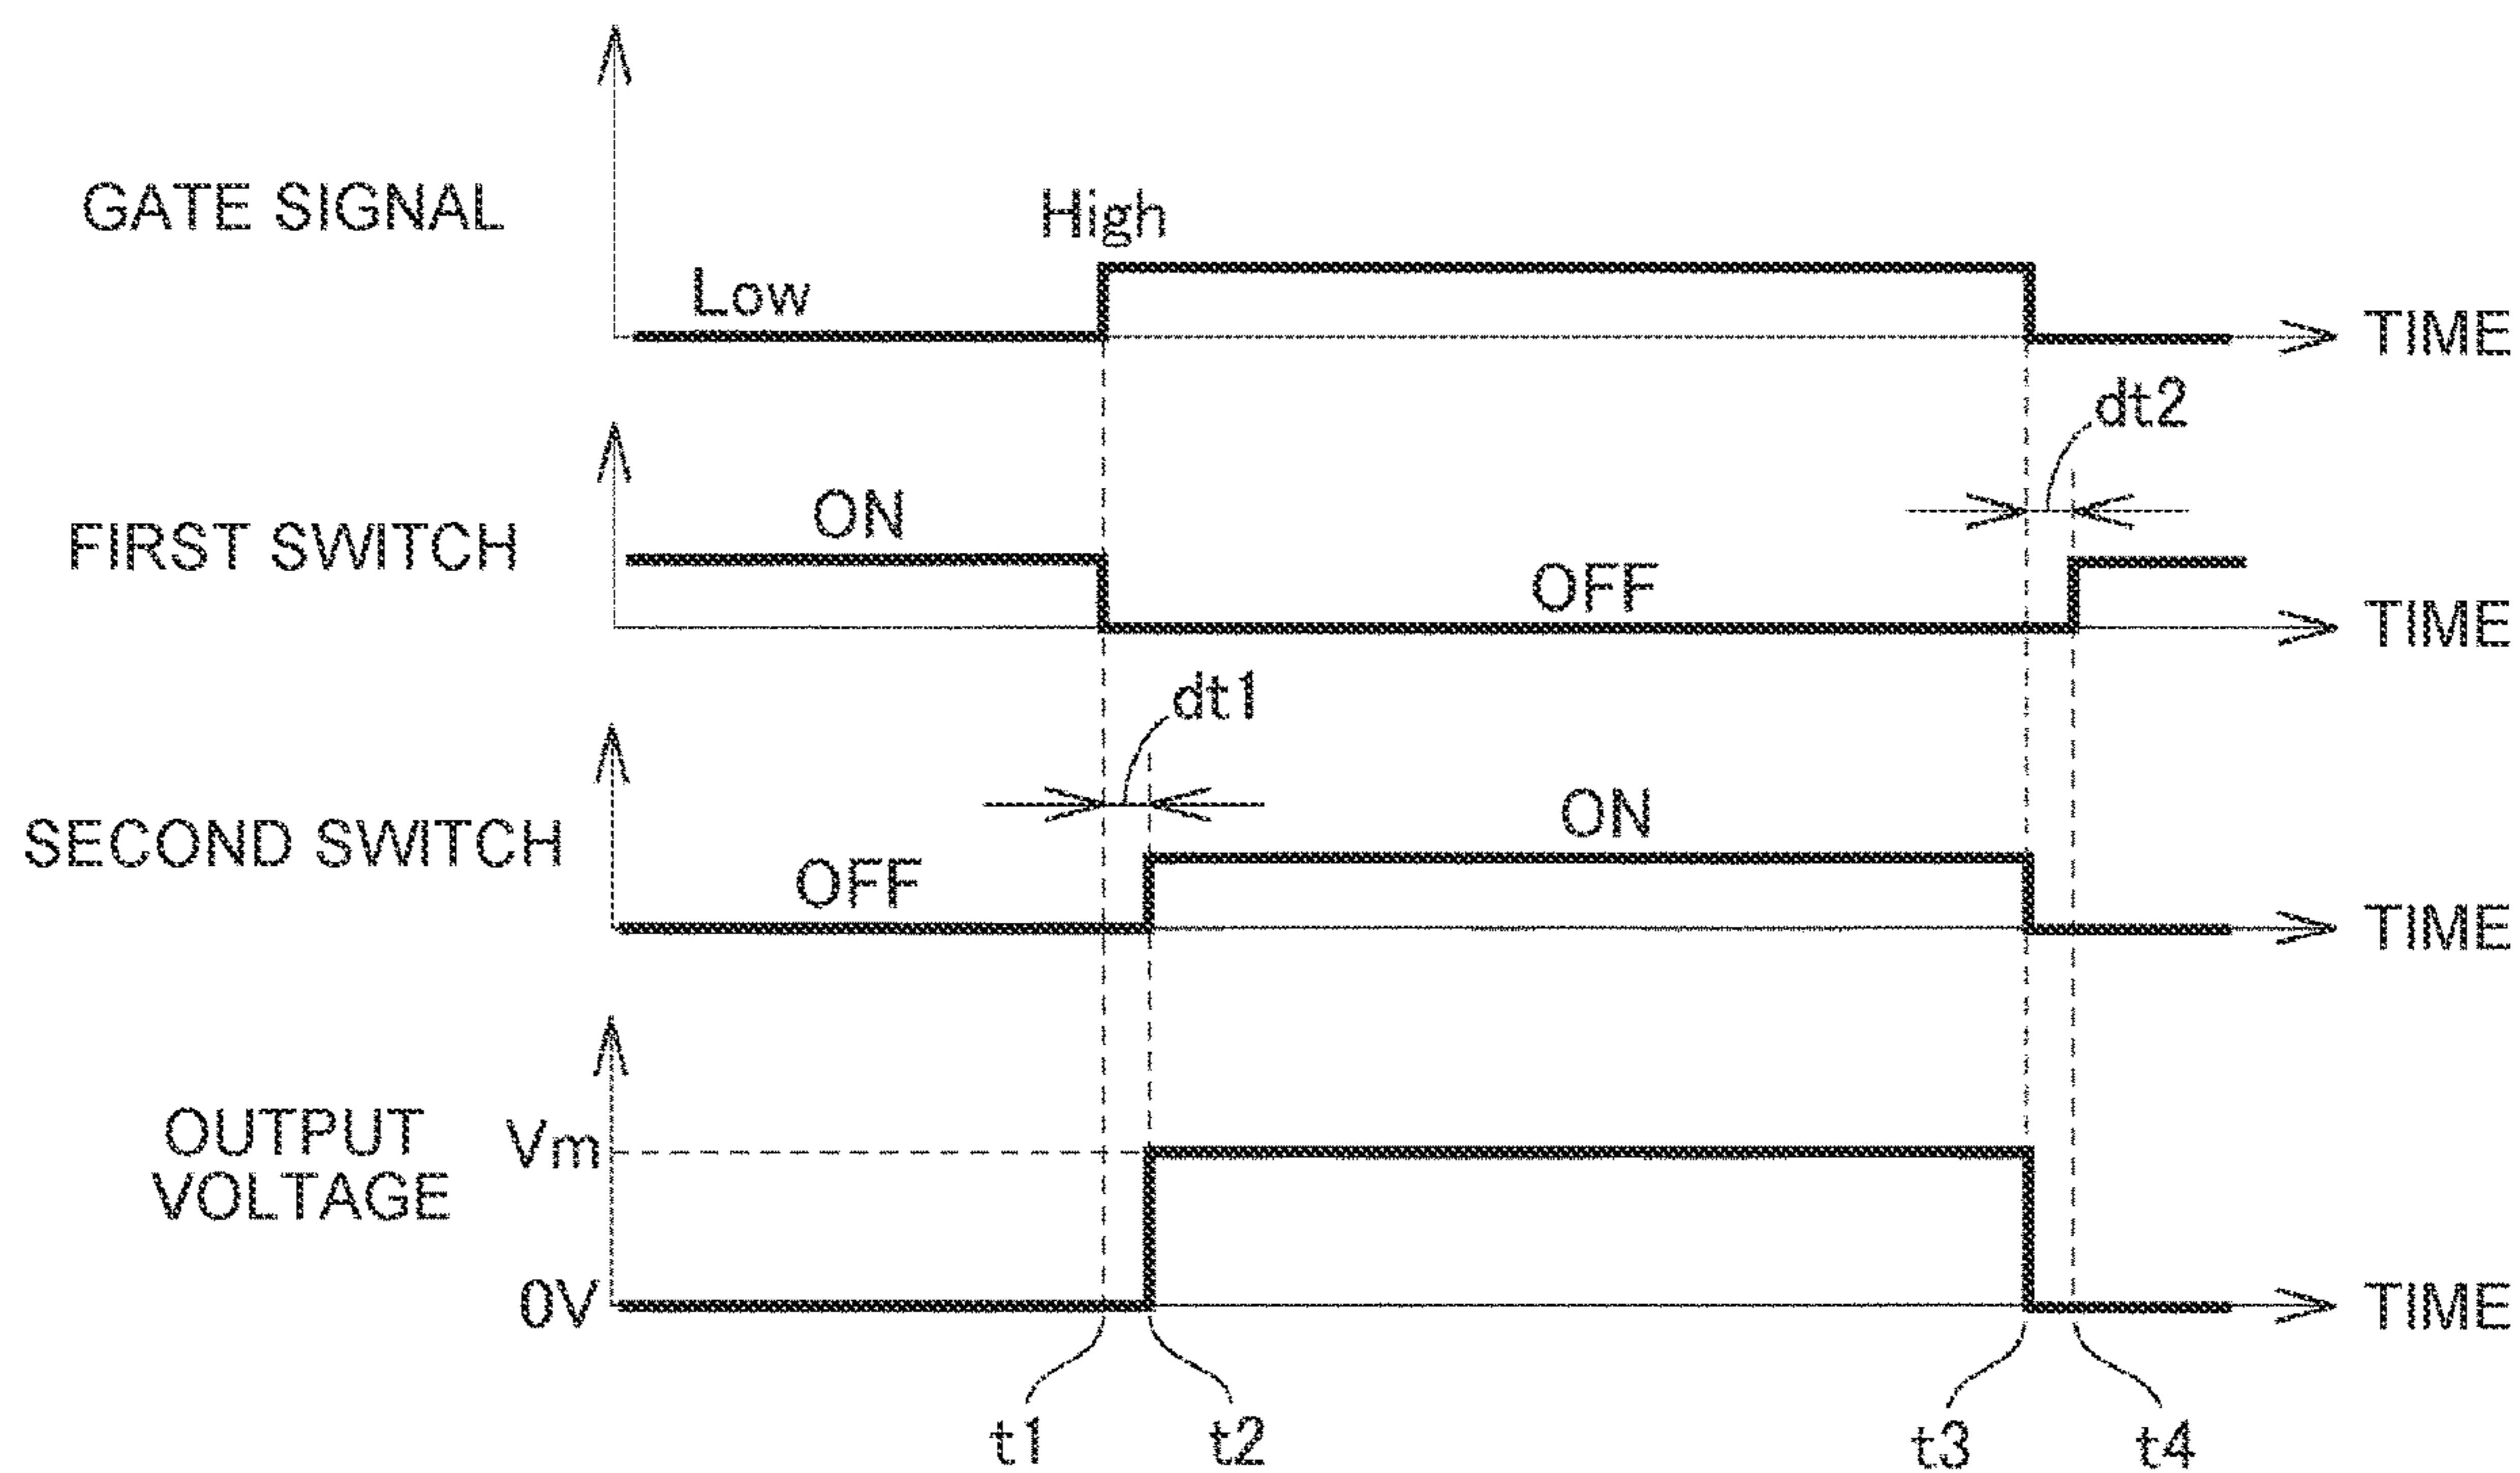 GATE SIGNAL
High
Low
TIME
dt2
FIRST SWITCH
ON
OFF
TIME
dt1
SECOND SWITCH
OFF
ON
TIME
OUTPUT
VOLTAGE
Vm
0V
TIME
t1
t2
t3
t4